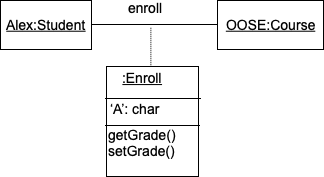 enroll
Alex:Student
OOSE:Course
:Enroll
'A': char
getGrade()
setGrade()